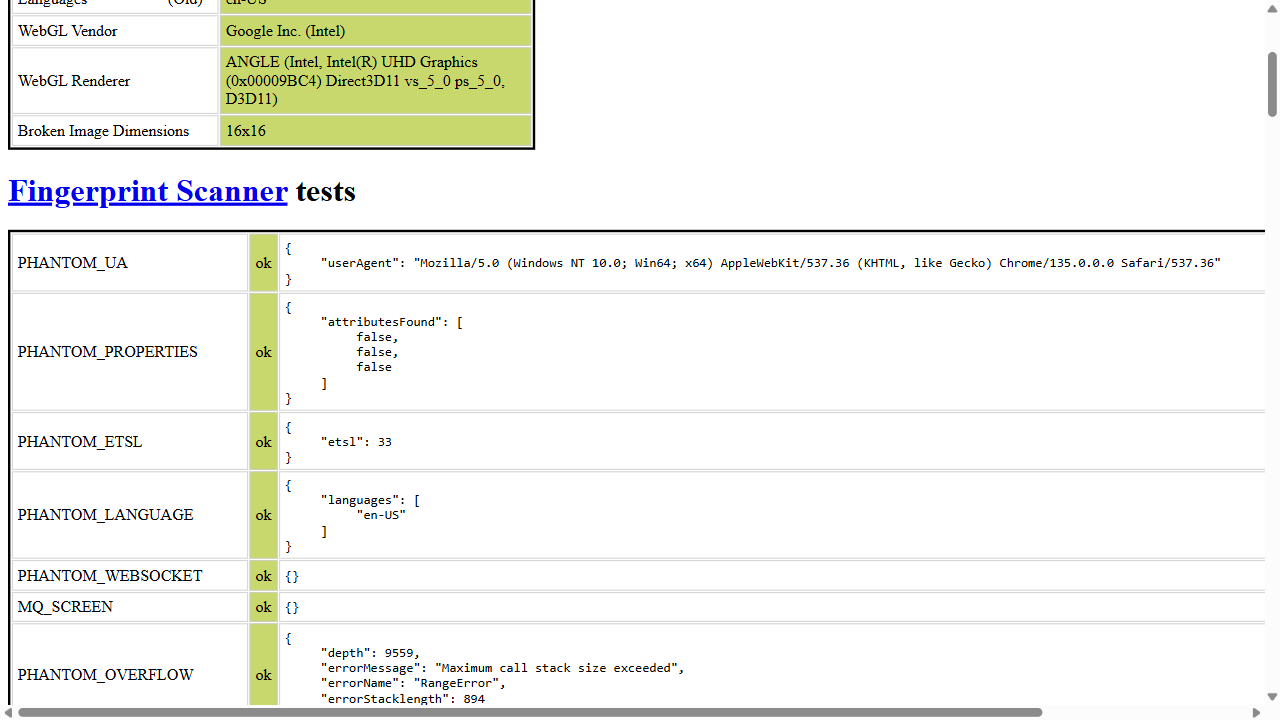 Languages (Old) en-US
WebGL Vendor Google Inc. (Intel)
WebGL Renderer ANGLE (Intel, Intel(R) UHD Graphics
(0x00009BC4) Direct3D11 vs_5_0 ps_5_0,
D3D11)
Broken Image Dimensions 16x16
Fingerprint Scanner tests
PHANTOM_UA ok {
"userAgent": "Mozilla/5.0 (Windows NT 10.0; Win64; x64) AppleWebKit/537.36 (KHTML, like Gecko) Chrome/135.0.0.0 Safari/537.36"
}
PHANTOM_PROPERTIES ok {
"attributesFound": [
false,
false,
false
]
}
PHANTOM_ETSL ok {
"etsl": 33
}
PHANTOM_LANGUAGE ok {
"languages": [
"en-US"
]
}
PHANTOM_WEBSOCKET ok {}
MQ_SCREEN ok {}
PHANTOM_OVERFLOW ok {
"depth": 9559,
"errorMessage": "Maximum call stack size exceeded",
"errorName": "RangeError",
"errorStacklength": 894